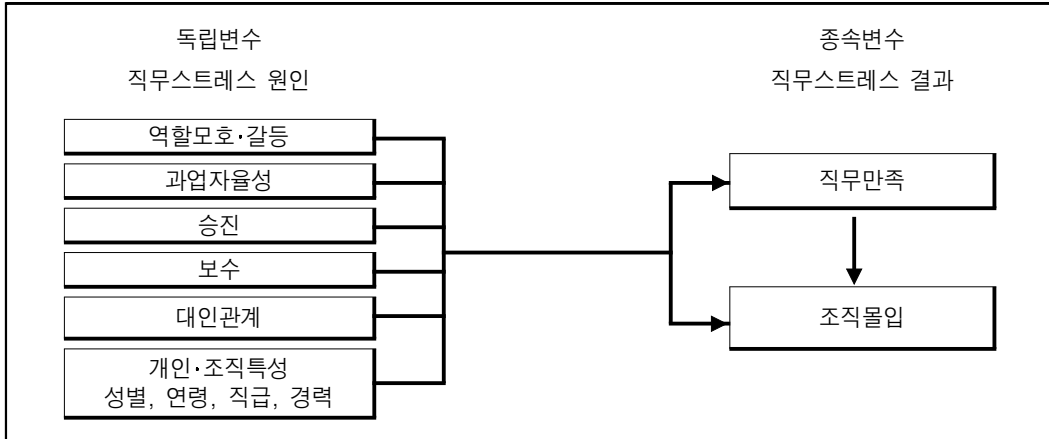 독립변수
직무스트레스 원인
역할모호·갈등
과업자율성
승진
보수
대인관계
개인·조직특성
성별, 연령, 직급, 경력
종속변수
직무스트레스 결과
직무만족
조직몰입